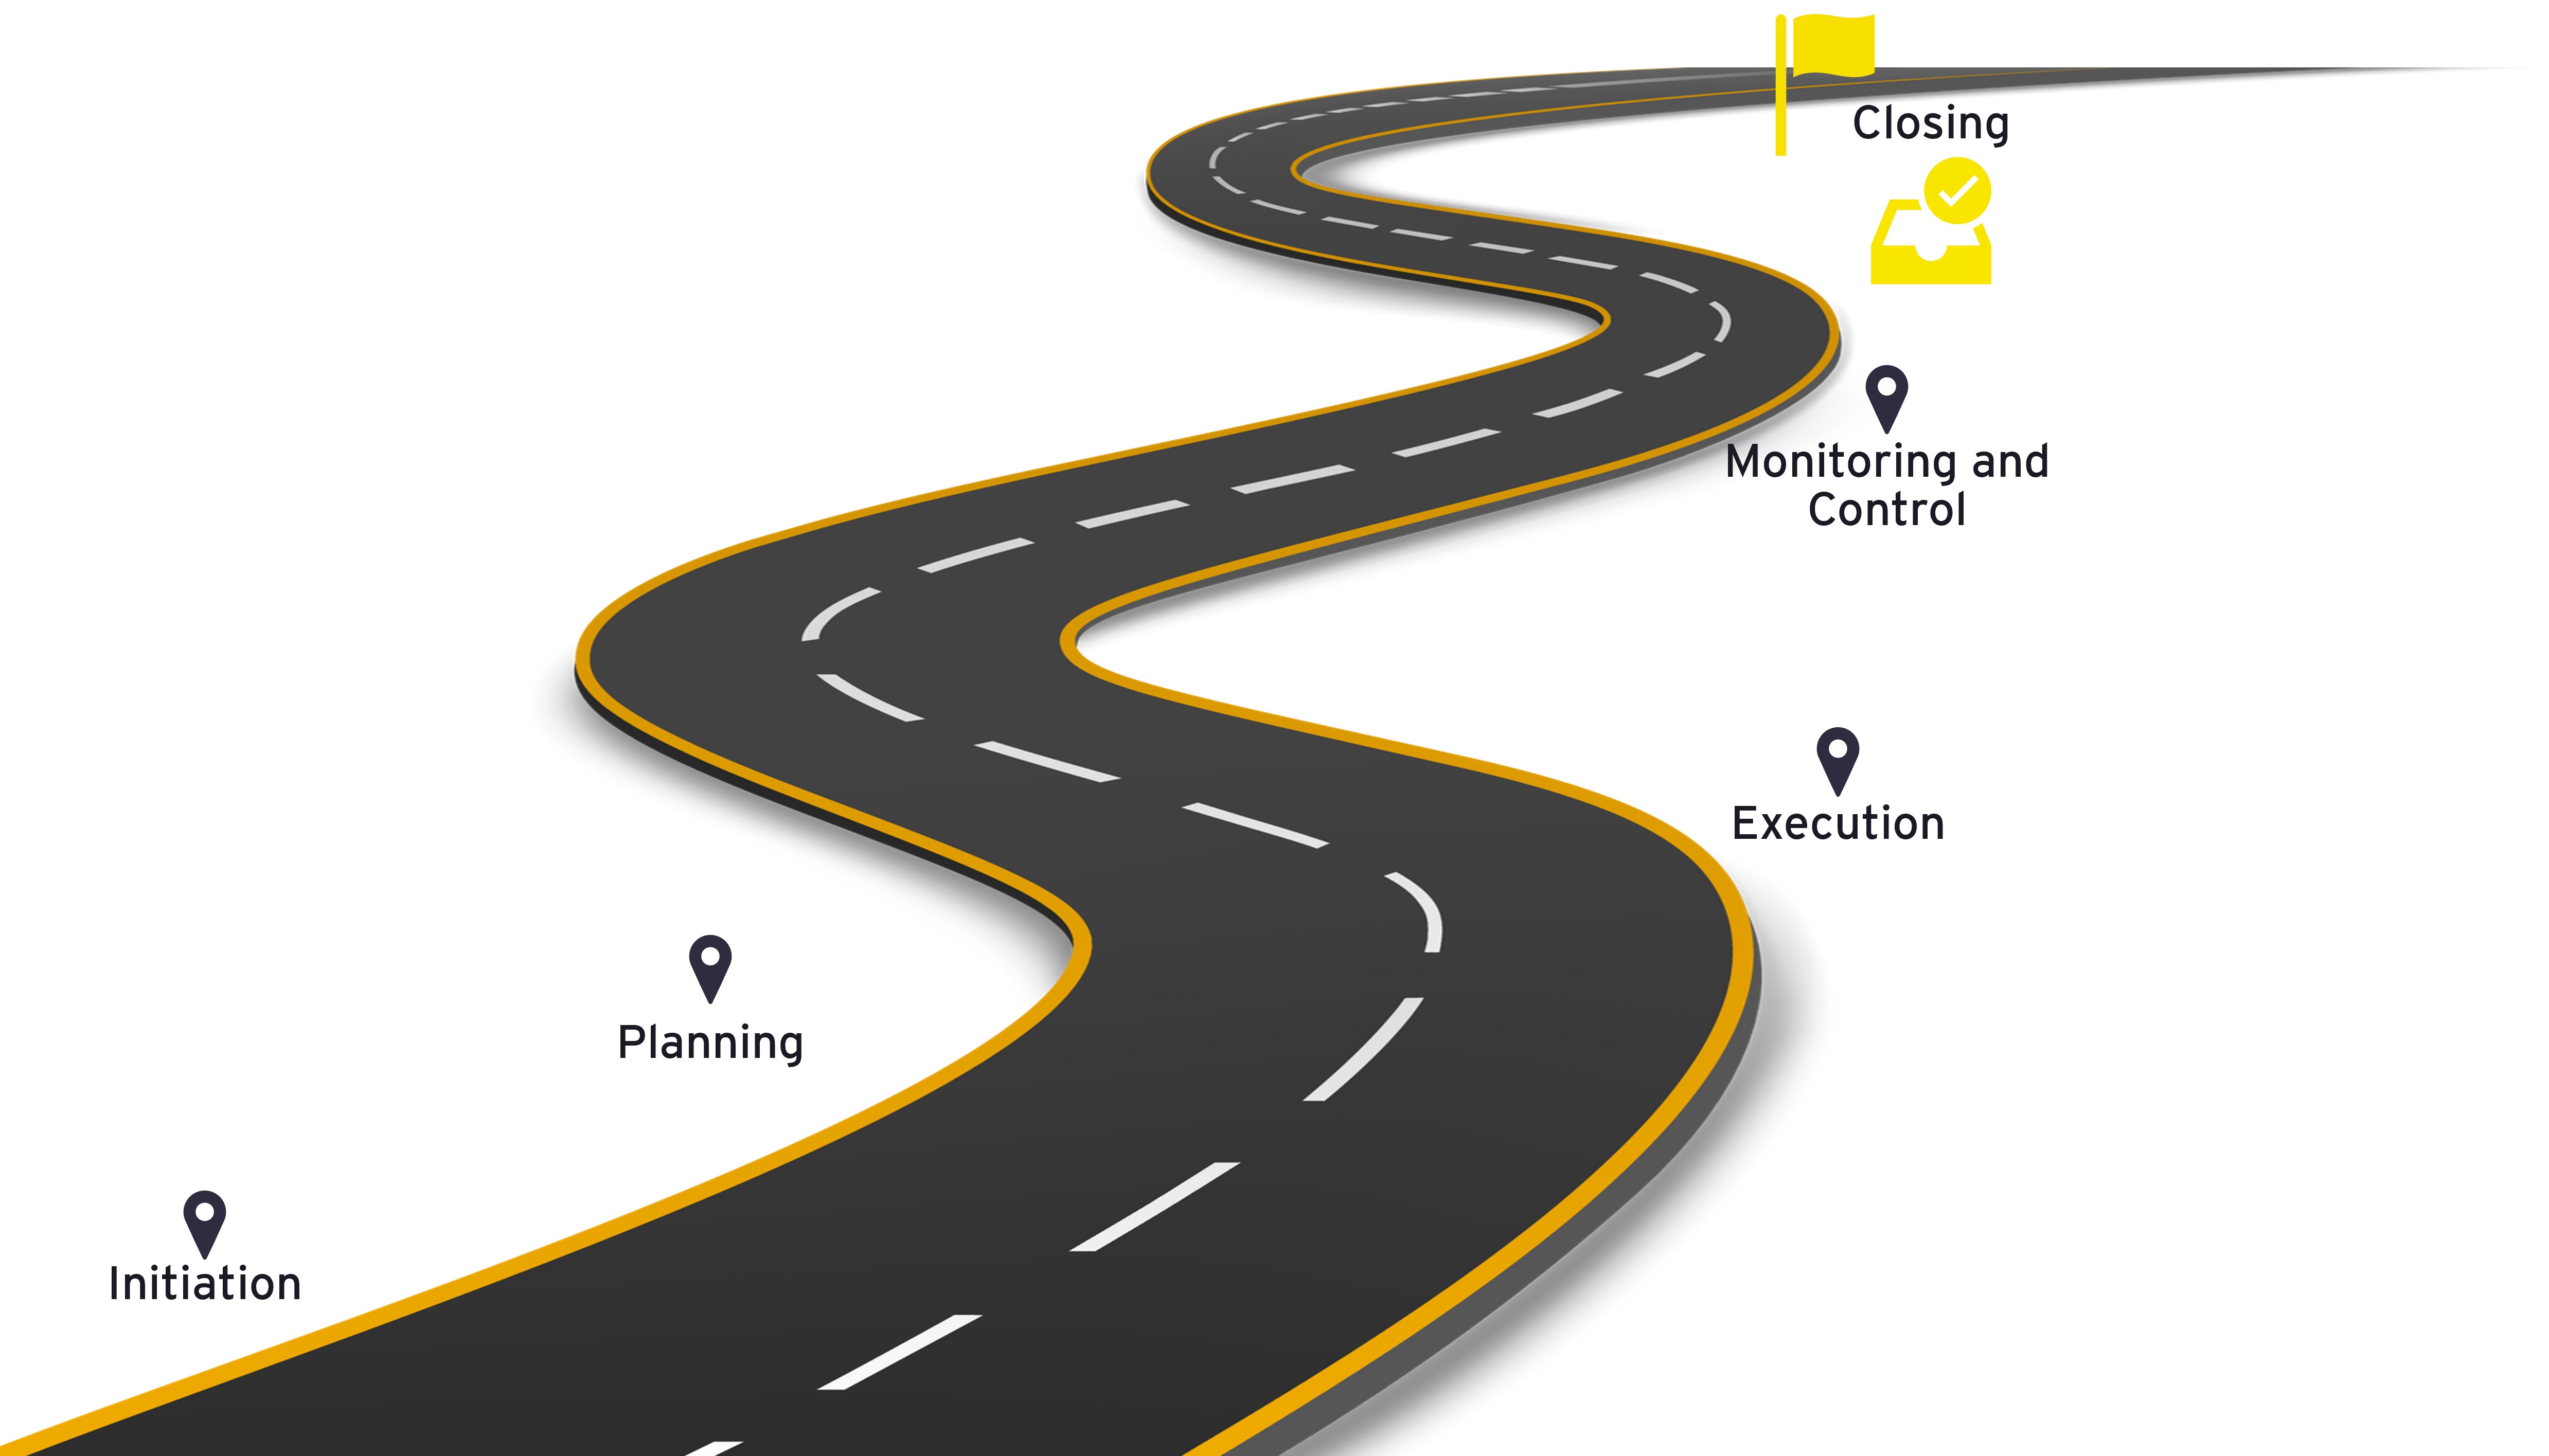 Closing
Monitoring and
Control
Execution
Planning
Initiation